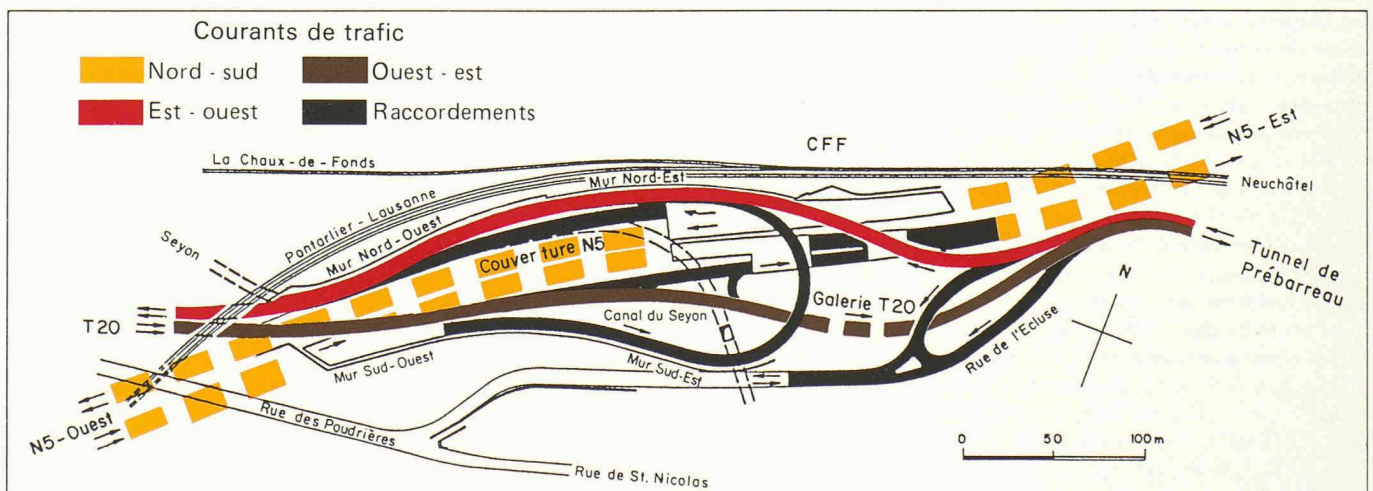 Courants de trafic
Nord - sud
Ouest - est
Est - ouest
Raccordements
La Chaux-de-Fonds
CFF
N5-Est
Neuchâtel
Pontarlier - Lausanne
Mur Nord-Est
Mur Nord-Ouest
Seyon
Couverture N5
Tunnel de
Prébarreau
N
T20
Galerie T20
Canal du Seyon
Rue de l'Ecluse
Mur Sud-Ouest
Mur Sud-Est
N5-Ouest
Rue des Poudrières
Rue de St. Nicolas
0 50 100 m